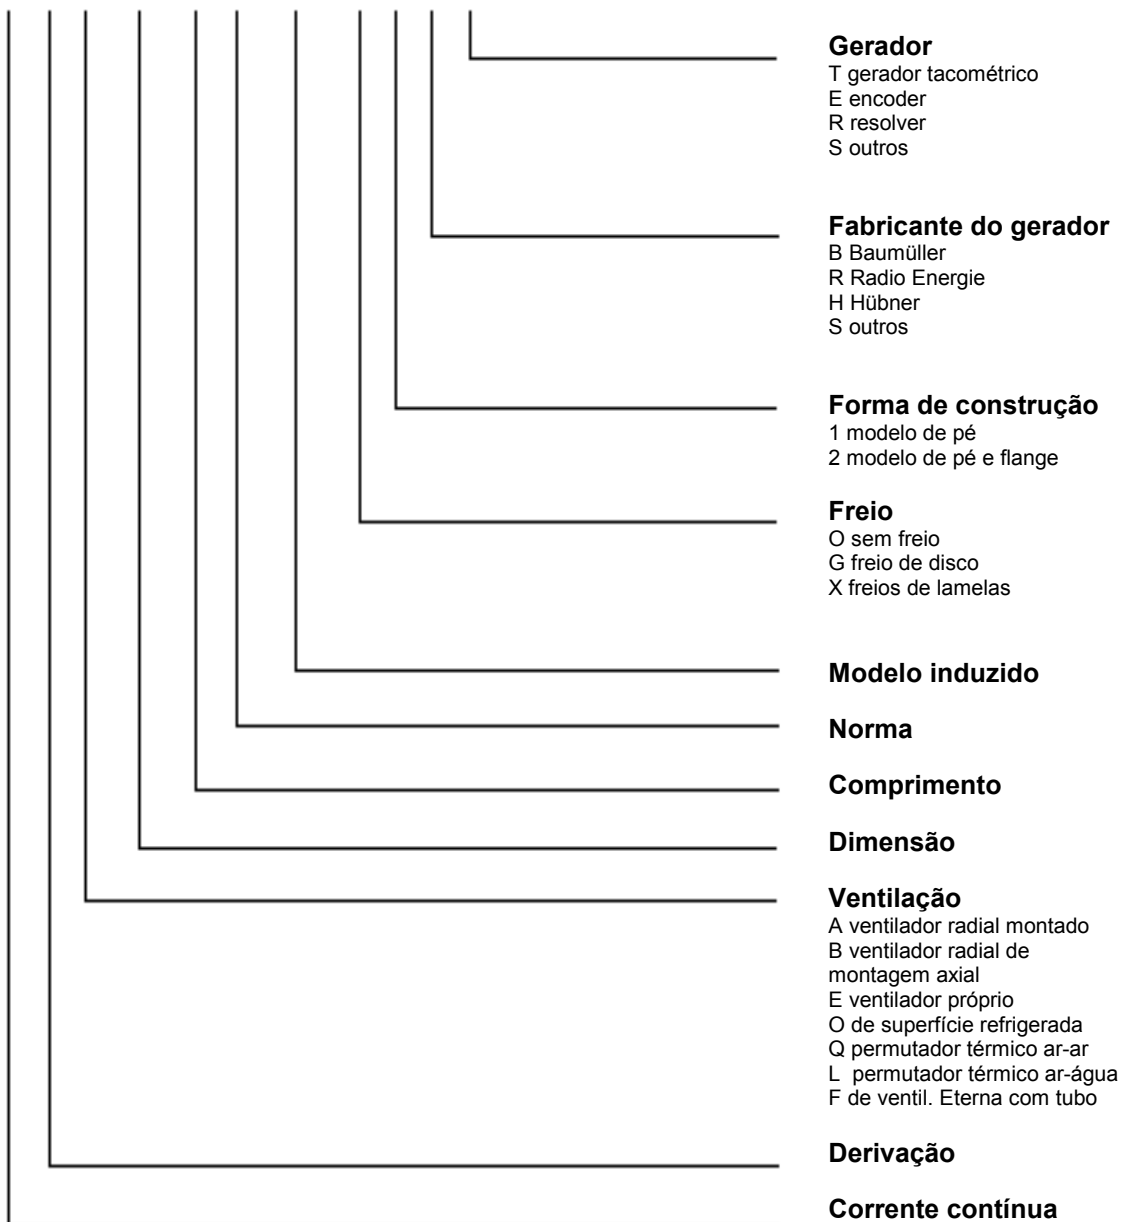 Gerador
T gerador tacométrico
E encoder
R resolver
S outros
Fabricante do gerador
B Baumüller
R Radio Energie
H Hübner
S outros
Forma de construção
1 modelo de pé
2 modelo de pé e flange
Freio
O sem freio
G freio de disco
X freios de lamelas
Modelo induzido
Norma
Comprimento
Dimensão
Ventilação
A ventilador radial montado
B ventilador radial de
montagem axial
E ventilador próprio
O de superfície refrigerada
Q permutador térmico ar-ar
L permutador térmico ar-água
F de ventil. Eterna com tubo
Derivação
Corrente contínua